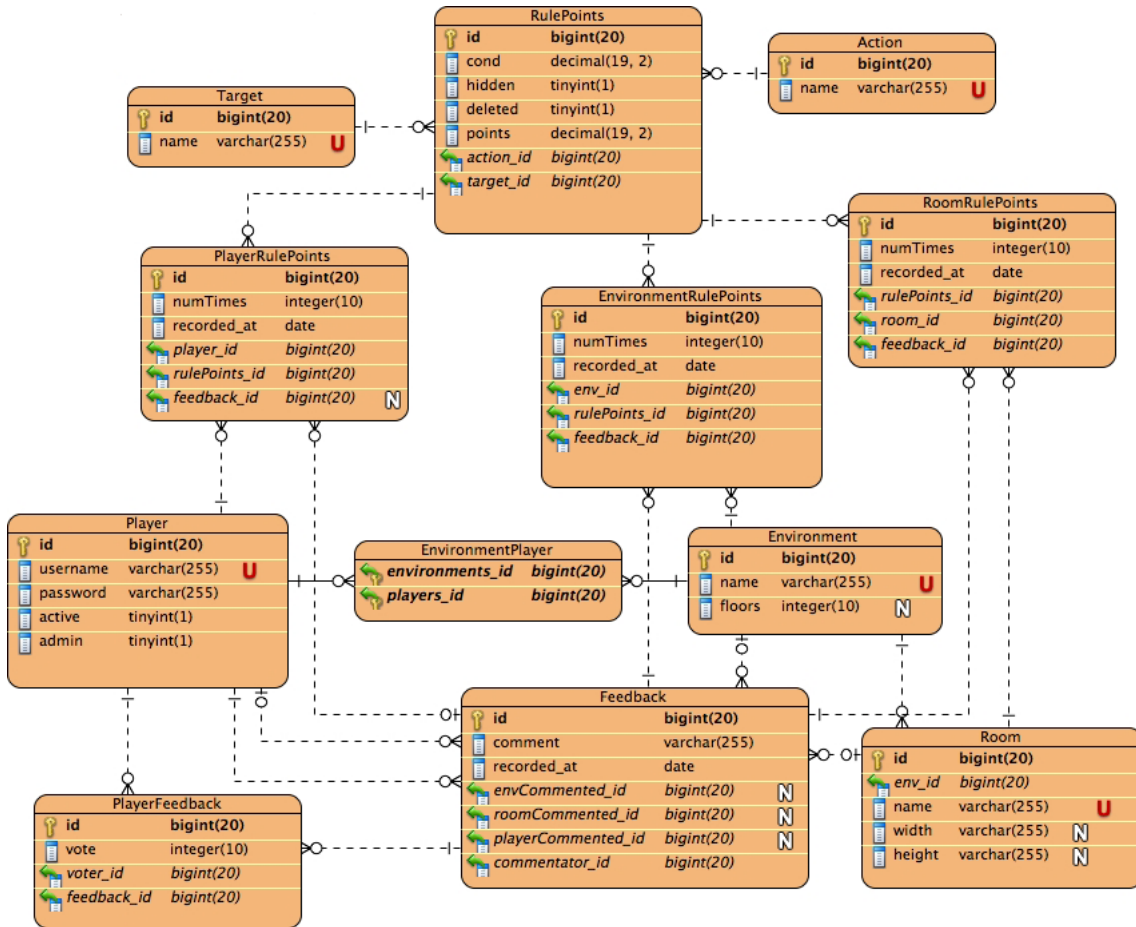 RulePoints
id bigint(20)
cond decimal(19, 2)
hidden tinyint(1)
deleted tinyint(1)
points decimal(19, 2)
action_id bigint(20)
target_id bigint(20)
Action
id bigint(20)
name varchar(255) U
Target
id bigint(20)
name varchar(255) U
RoomRulePoints
id bigint(20)
numTimes integer(10)
recorded_at date
rulePoints_id bigint(20)
room_id bigint(20)
feedback_id bigint(20)
PlayerRulePoints
id bigint(20)
numTimes integer(10)
recorded_at date
player_id bigint(20)
rulePoints_id bigint(20)
feedback_id bigint(20) N
EnvironmentRulePoints
id bigint(20)
numTimes integer(10)
recorded_at date
env_id bigint(20)
rulePoints_id bigint(20)
feedback_id bigint(20)
Player
id bigint(20)
username varchar(255) U
password varchar(255)
active tinyint(1)
admin tinyint(1)
EnvironmentPlayer
environments_id bigint(20)
players_id bigint(20)
Environment
id bigint(20)
name varchar(255) U
floors integer(10) N
Feedback
id bigint(20)
comment varchar(255)
recorded_at date
envCommented_id bigint(20) N
roomCommented_id bigint(20) N
playerCommented_id bigint(20) N
commentator_id bigint(20)
Room
id bigint(20)
env_id bigint(20)
name varchar(255) U
width varchar(255) N
height varchar(255) N
PlayerFeedback
id bigint(20)
vote integer(10)
voter_id bigint(20)
feedback_id bigint(20)